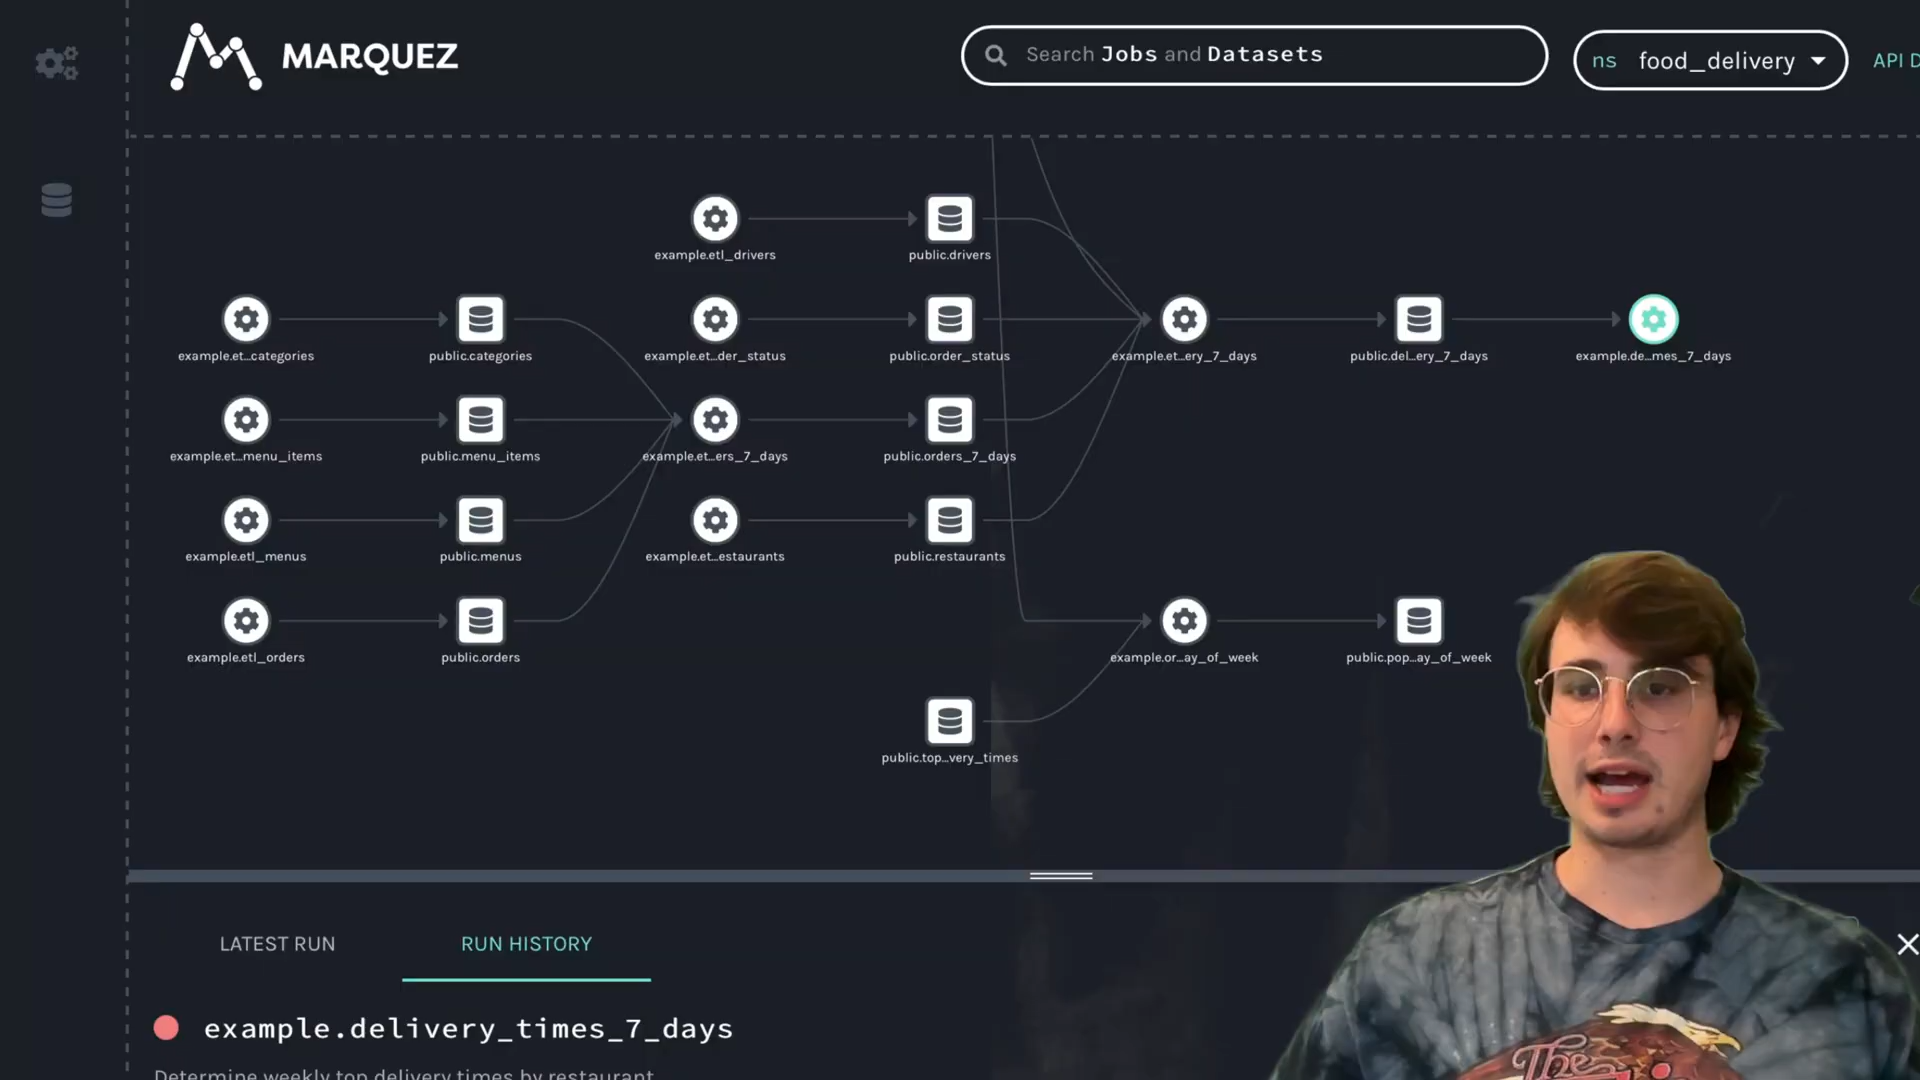 MARQUEZ
Search Jobs and Datasets
ns food_delivery
API D
example.etl_drivers
public.drivers
example.et...categories
public.categories
example.et...der_status
public.order_status
example.et...ery_7_days
public.del...ery_7_days
example.de...mes_7_days
example.et...menu_items
public.menu_items
example.et...ers_7_days
public.orders_7_days
example.etl_menus
public.menus
example.et...estaurants
public.restaurants
example.etl_orders
public.orders
example.or...ay_of_week
public.pop...ay_of_week
public.top...very_times
LATEST RUN
RUN HISTORY
example.delivery_times_7_days
Determine weekly top delivery times by restaurant.
The